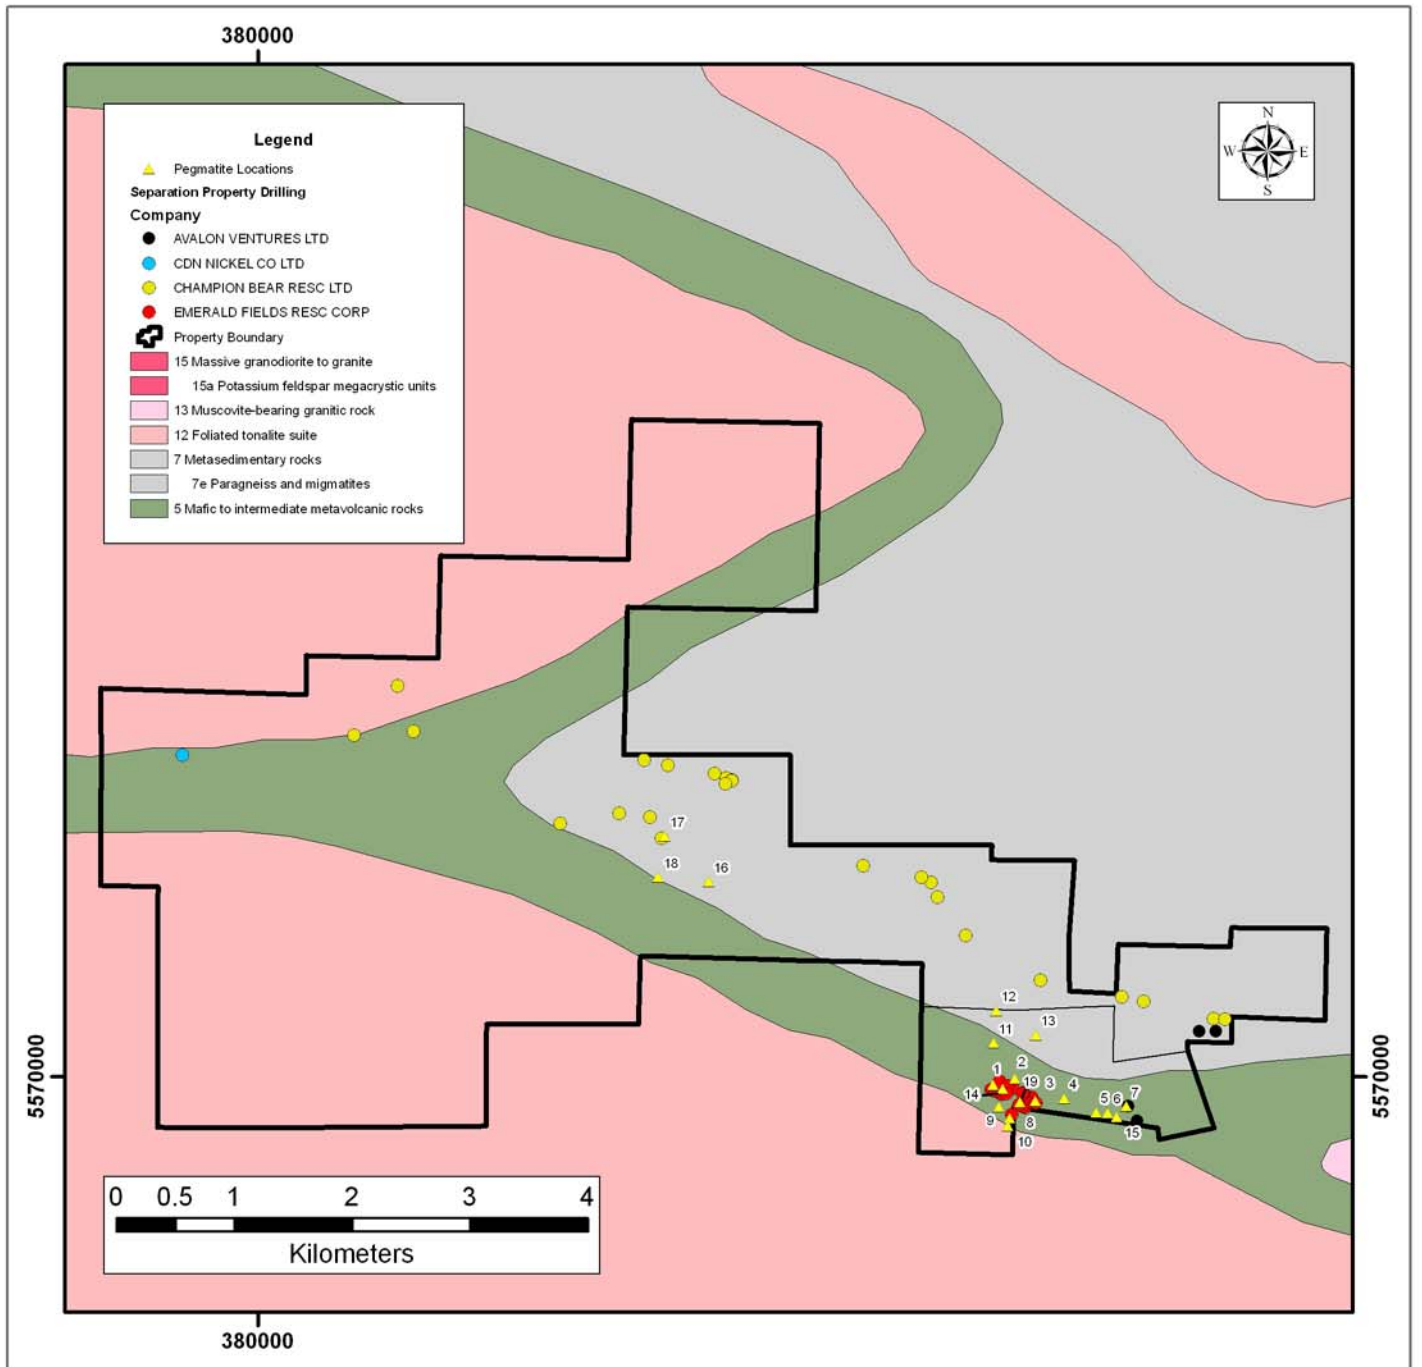 380000
Legend
Pegmatite Locations
Separation Property Drilling
Company
AVALON VENTURES LTD
CDN NICKEL CO LTD
CHAMPION BEAR RESC LTD
EMERALD FIELDS RESC CORP
Property Boundary
15 Massive granodiorite to granite
15a Potassium feldspar megacrystic units
13 Muscovite-bearing granitic rock
12 Foliated tonalite suite
7 Metasedimentary rocks
7e Paragneiss and migmatites
5 Mafic to intermediate metavolcanic rocks
N
W E
S
17
18 16
12
13
11
5570000
5570000
1 2
14 19 3 4
5 6 7
9 8
15
10
0 0.5 1 2 3 4
Kilometers
380000